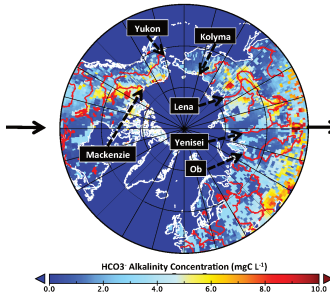 Yukon
Kolyma
Lena
Yenisei
Mackenzie
Ob
HCO3⁻ Alkalinity Concentration (mgC L⁻¹)
0.0 2.0 4.0 6.0 8.0 10.0